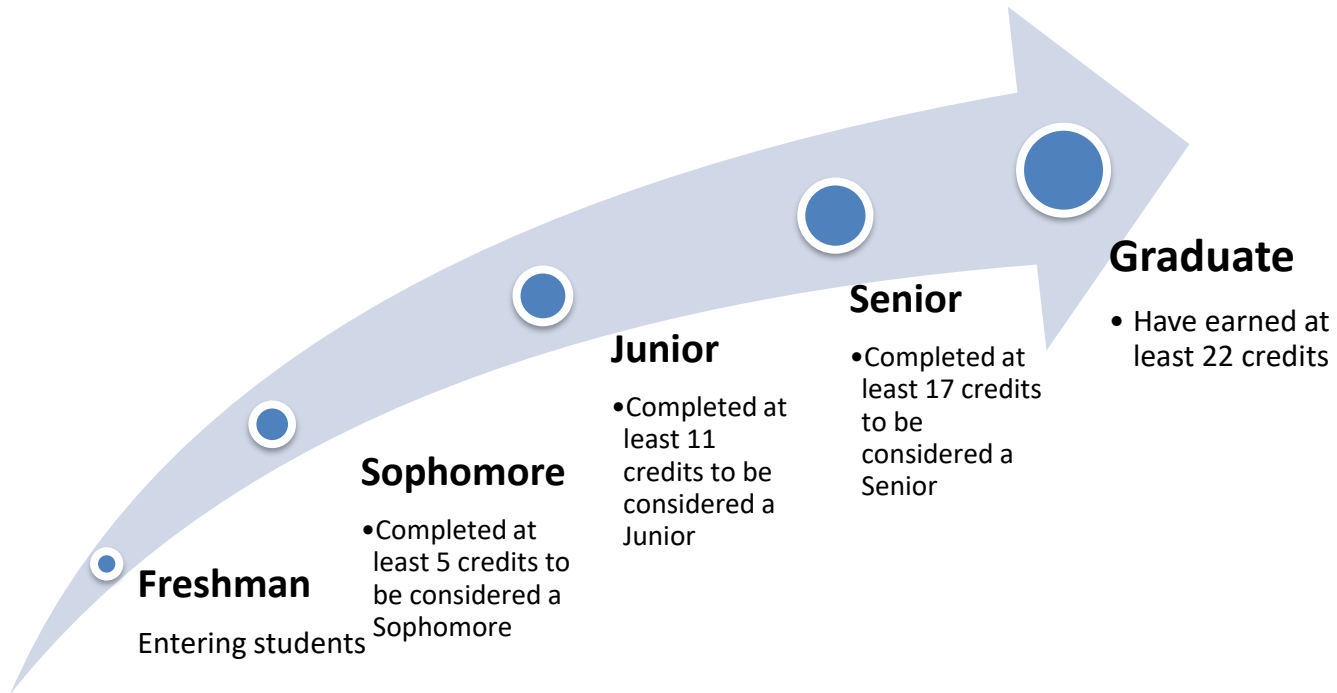 Freshman
Entering students
Sophomore
•Completed at
least 5 credits to
be considered a
Sophomore
Junior
•Completed at
least 11
credits to be
considered a
Junior
Senior
•Completed at
least 17 credits
to be
considered a
Senior
Graduate
• Have earned at
least 22 credits